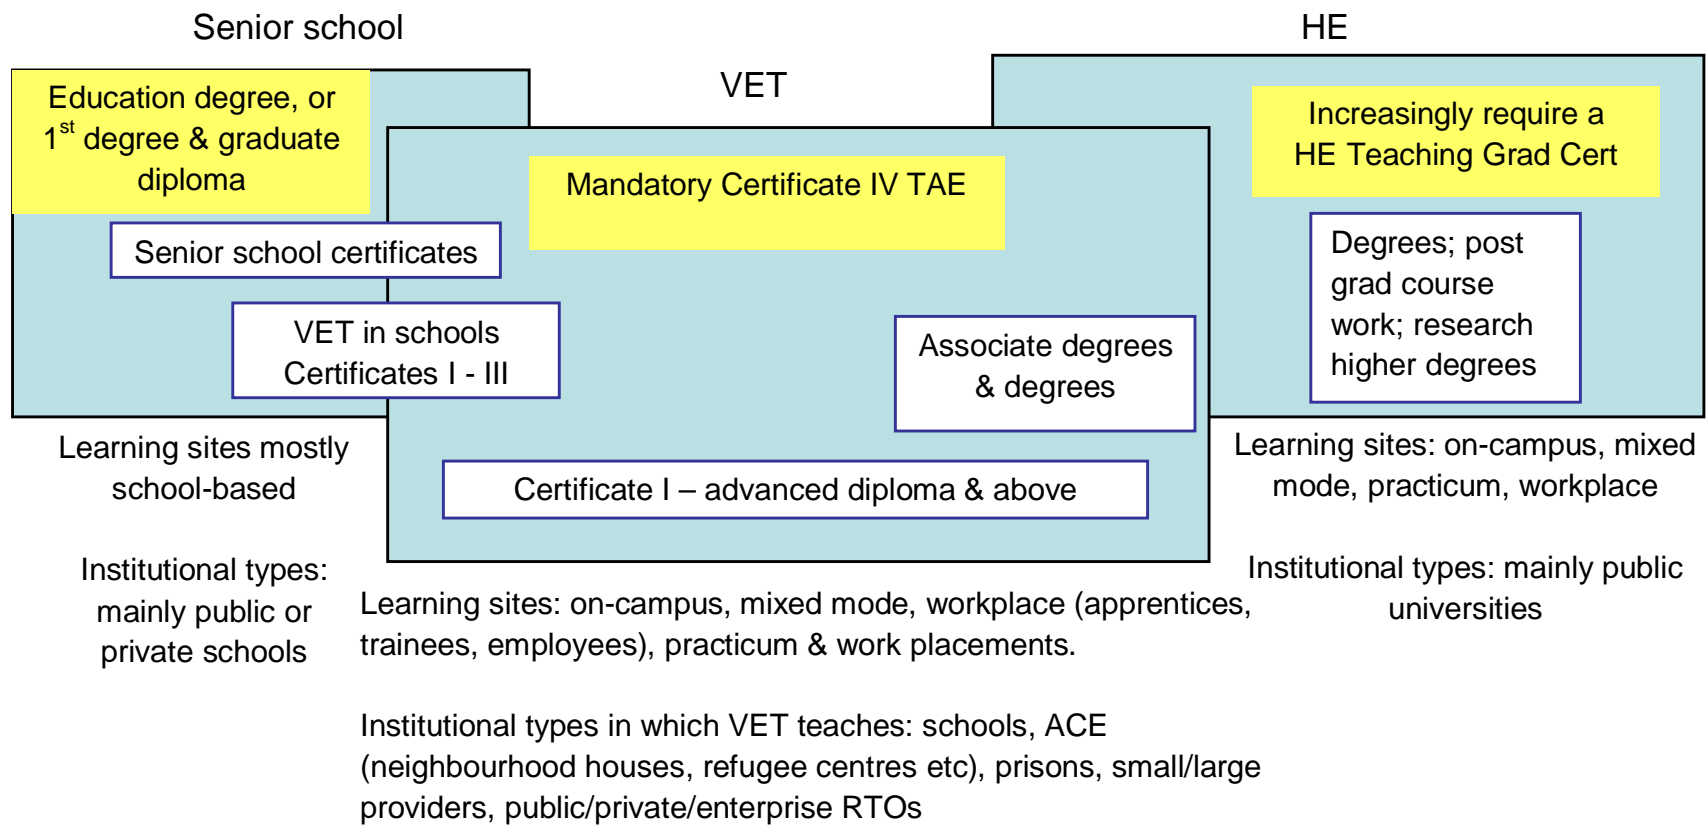 Senior school
HE
VET
Education degree, or
1st degree & graduate
diploma
Mandatory Certificate IV TAE
Increasingly require a
HE Teaching Grad Cert
Senior school certificates
VET in schools
Certificates I - III
Associate degrees
& degrees
Degrees; post
grad course
work; research
higher degrees
Certificate I – advanced diploma & above
Learning sites mostly
school-based
Institutional types:
mainly public or
private schools
Learning sites: on-campus, mixed mode, workplace (apprentices,
trainees, employees), practicum & work placements.
Institutional types in which VET teaches: schools, ACE
(neighbourhood houses, refugee centres etc), prisons, small/large
providers, public/private/enterprise RTOs
Learning sites: on-campus, mixed
mode, practicum, workplace
Institutional types: mainly public
universities